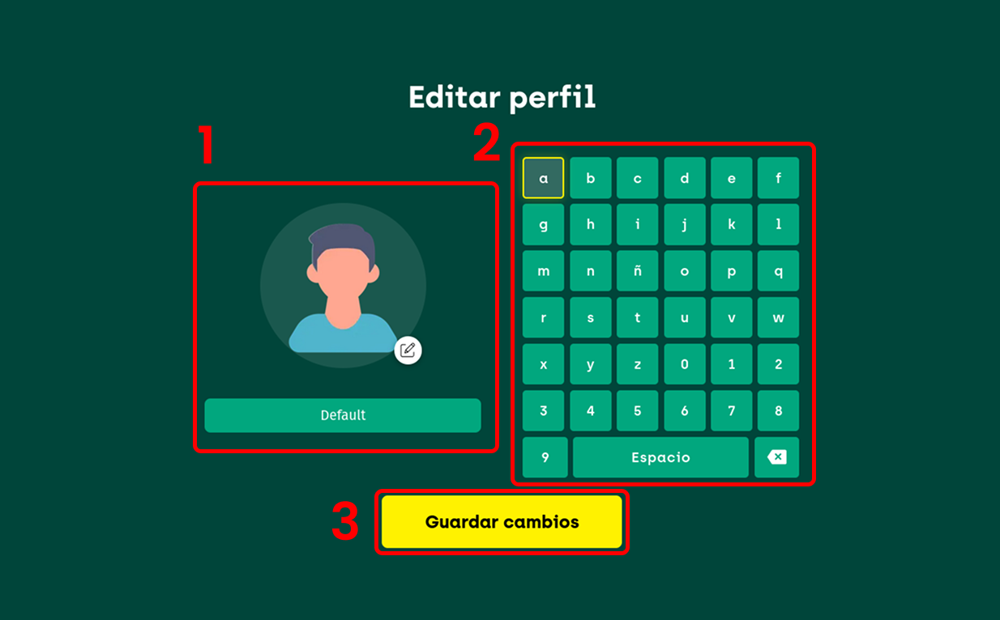 Editar perfil
1
2
a b c d e f
g h i j k l
m n ñ o p q
r s t u v w
x y z 0 1 2
3 4 5 6 7 8
9 Espacio
Default
3
Guardar cambios